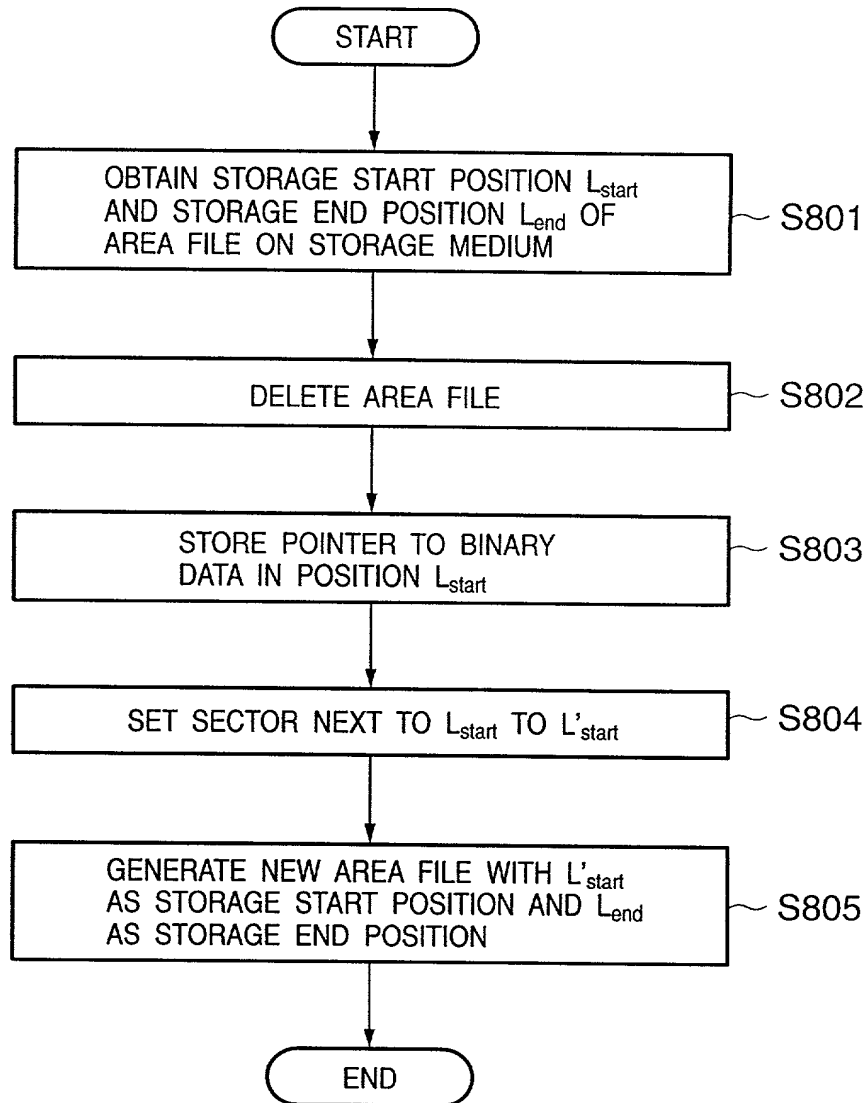 START
OBTAIN STORAGE START POSITION Lstart
AND STORAGE END POSITION Lend OF
AREA FILE ON STORAGE MEDIUM
S801
DELETE AREA FILE
S802
STORE POINTER TO BINARY
DATA IN POSITION Lstart
S803
SET SECTOR NEXT TO Lstart TO L'start
S804
GENERATE NEW AREA FILE WITH L'start
AS STORAGE START POSITION AND Lend
AS STORAGE END POSITION
S805
END